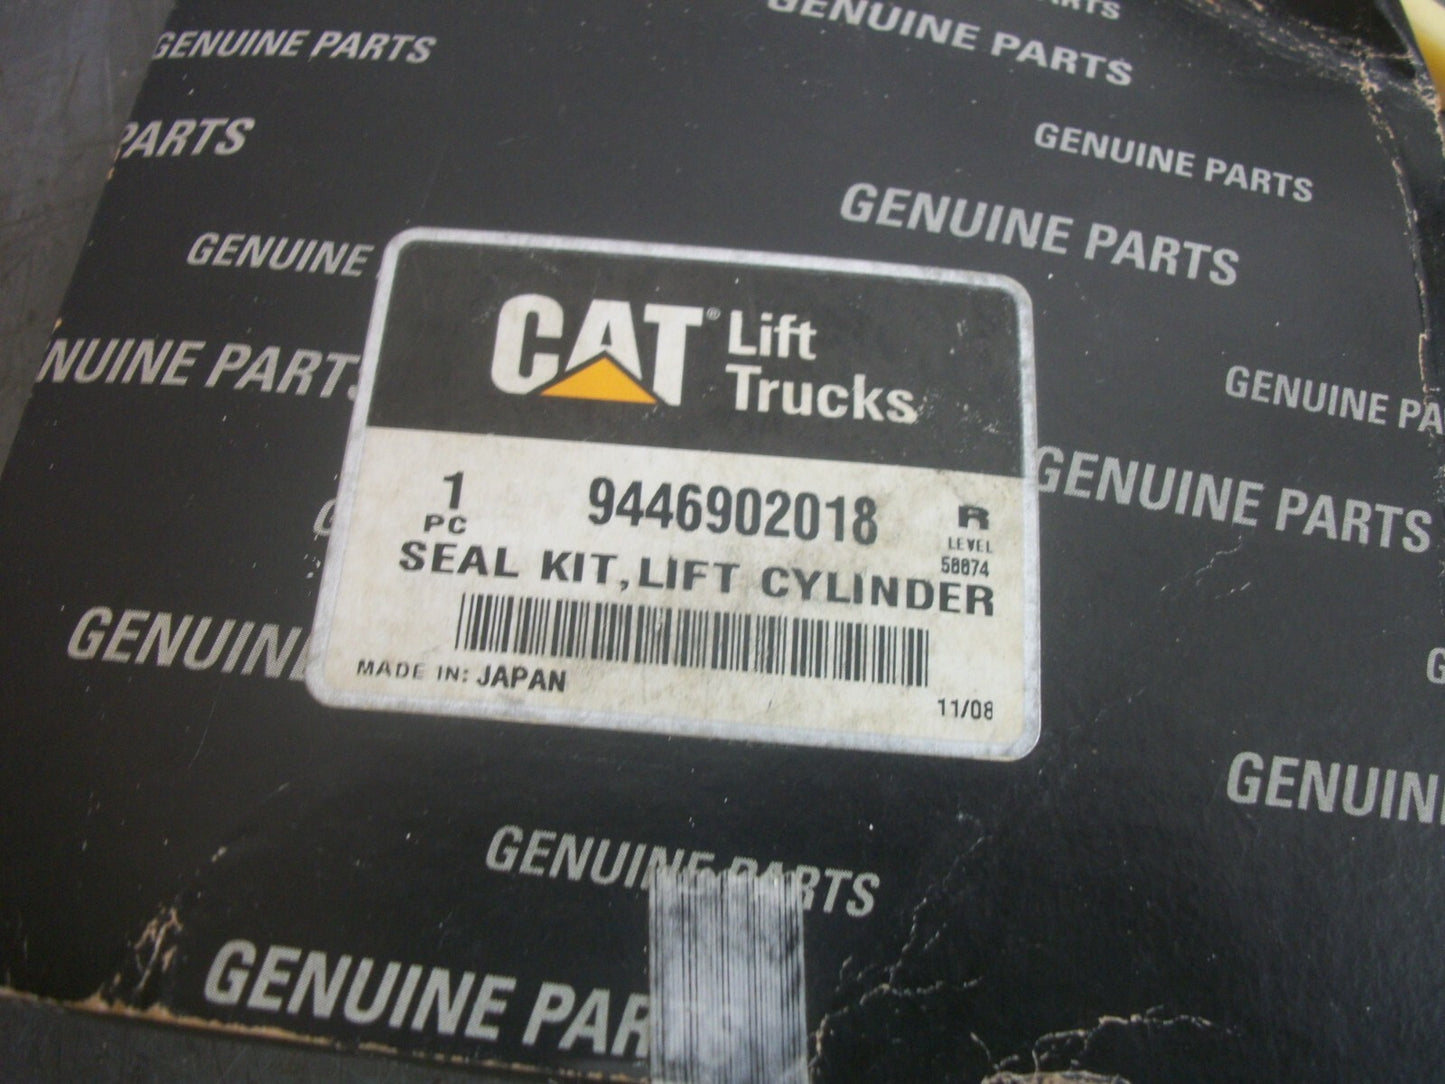 GENUINE PARTS
GENUINE PARTS
PARTS
PARTS
GENUINE PARTS
GENUINE PARTS
GENUINE
NUINE PARTS
GENUINE PA
GENUINE PARTS
CAT® Lift
Trucks
1
PC
9446902018
R
LEVEL
58874
SEAL KIT, LIFT CYLINDER
MADE IN: JAPAN
11/08
G
GENUINE
G
GENUIN
GENUINE PARTS
GENUINE PAR